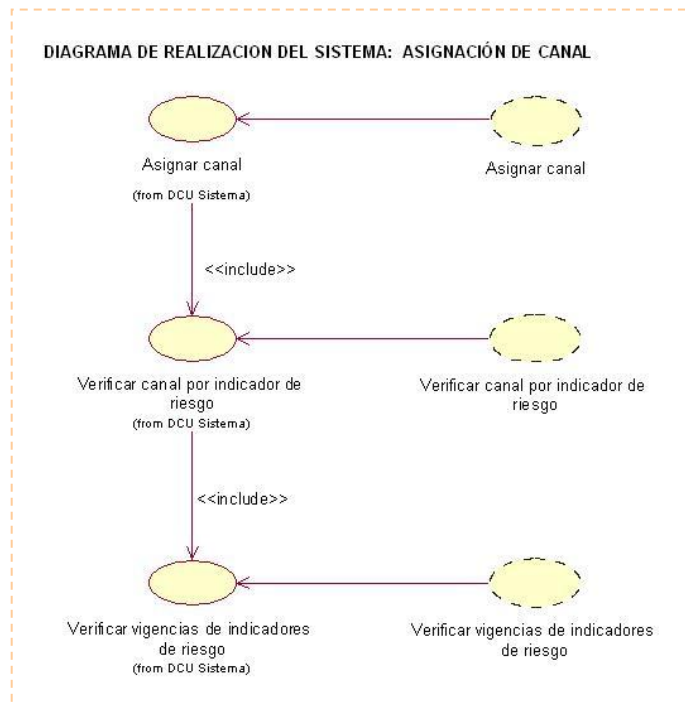 DIAGRAMA DE REALIZACION DEL SISTEMA: ASIGNACIÓN DE CANAL
Asignar canal
(from DCU Sistema)
Asignar canal
<<include>>
Verificar canal por indicador de
riesgo
(from DCU Sistema)
Verificar canal por indicador de
riesgo
<<include>>
Verificar vigencias de indicadores
de riesgo
(from DCU Sistema)
Verificar vigencias de indicadores
de riesgo